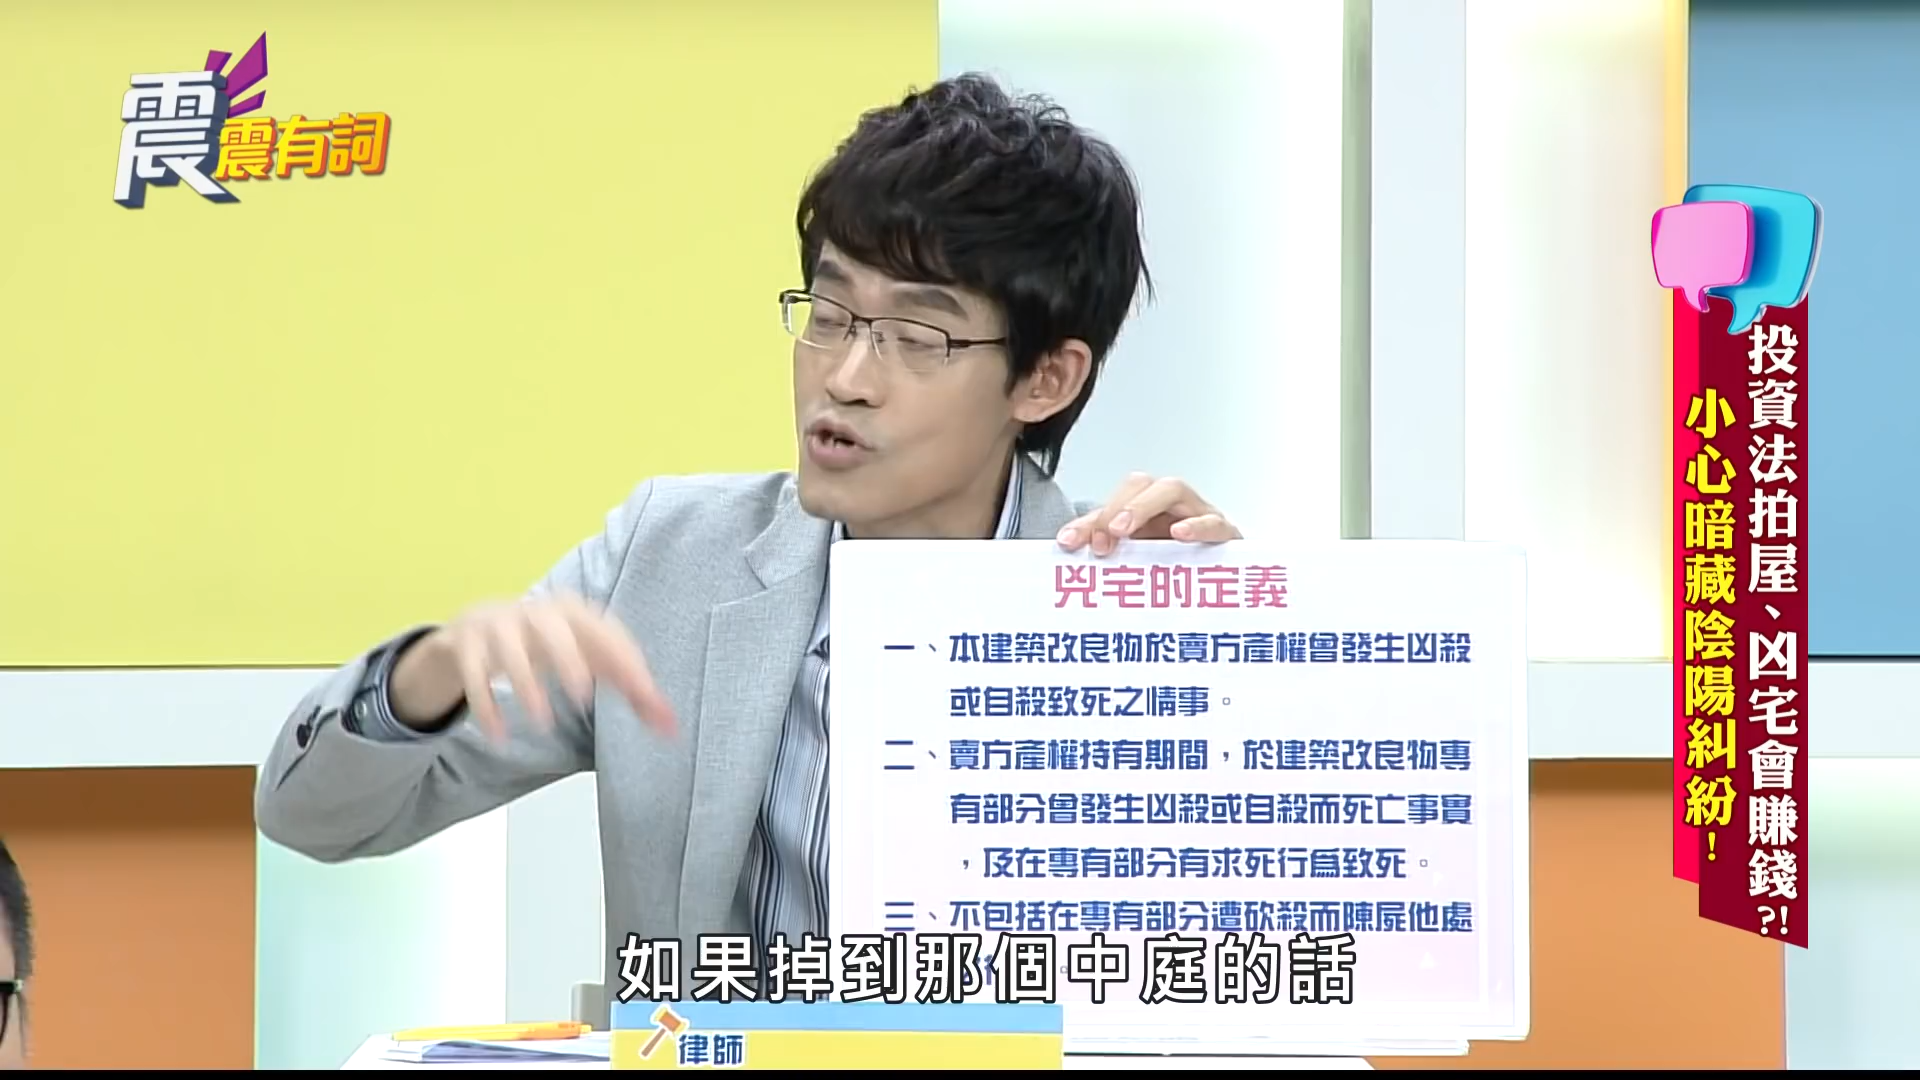 震震有詞
投資法拍屋、凶宅會賺錢?!
小心暗藏陰陽糾紛!
兇宅的定義
一、本建築改良物於賣方產權曾發生凶殺
或自殺致死之情事。
二、賣方產權持有期間,於建築改良物專
有部分曾發生凶殺或自殺而死亡事實
,及在專有部分有求死行為致死。
三、不包括在專有部分遭砍殺而陳屍他處
如果掉到那個中庭的話
律師